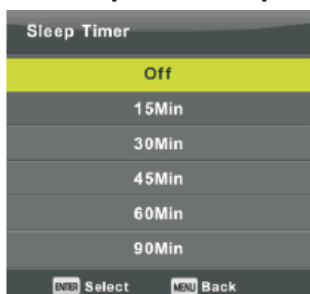 Sleep Timer
Off
15Min
30Min
45Min
60Min
90Min
ENTER Select MENU Back